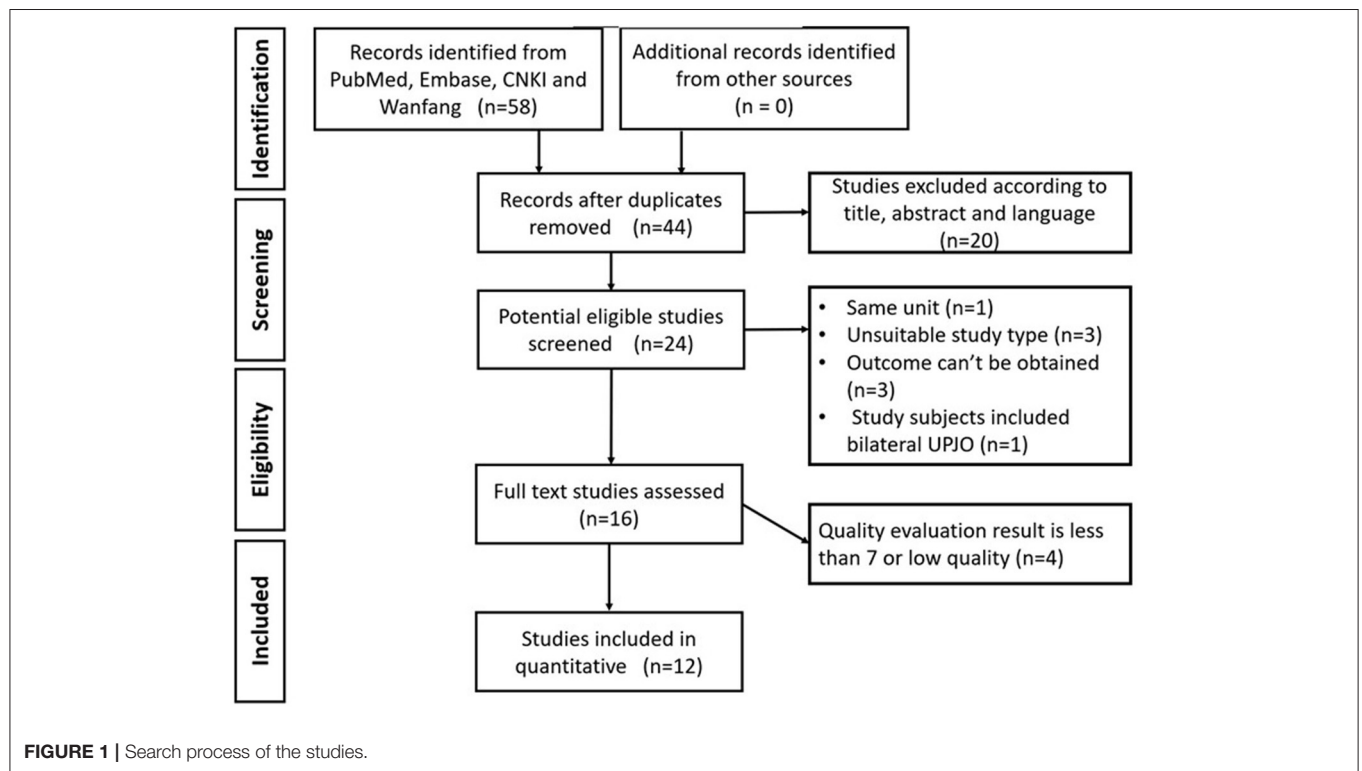 Identification
Records identified from
PubMed, Embase, CNKI and
Wanfang (n=58)
Additional records identified
from other sources
(n = 0)
Screening
Records after duplicates
removed (n=44)
Studies excluded according to
title, abstract and language
(n=20)
Potential eligible studies
screened (n=24)
• Same unit (n=1)
• Unsuitable study type (n=3)
• Outcome can't be obtained
(n=3)
• Study subjects included
bilateral UPJO (n=1)
Eligibility
Full text studies assessed
(n=16)
Quality evaluation result is less
than 7 or low quality (n=4)
Included
Studies included in
quantitative (n=12)
FIGURE 1 | Search process of the studies.